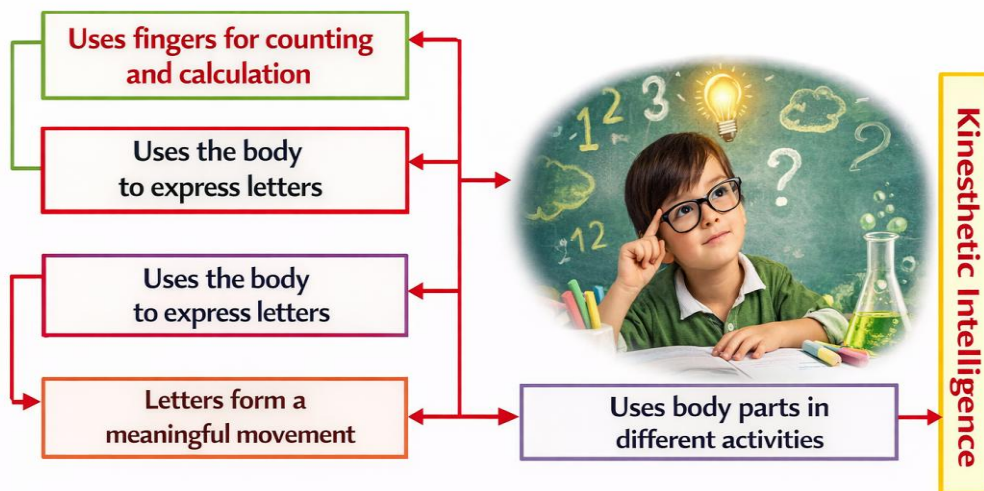 Uses fingers for counting
and calculation
Uses the body
to express letters
Uses the body
to express letters
Letters form a
meaningful movement
1 2 3
?
2
12
Uses body parts in
different activities
Kinesthetic Intelligence